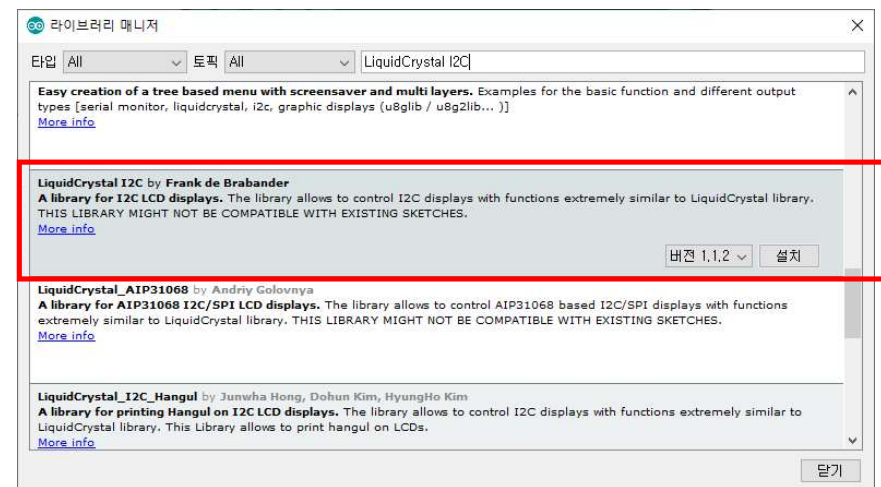 라이브러리 매니저
타입 All 토픽 All LiquidCrystal I2C
Easy creation of a tree based menu with screensaver and multi layers. Examples for the basic function and different output
types [serial monitor, liquidcrystal, i2c, graphic displays (u8glib / u8g2lib... )]
More info
LiquidCrystal I2C by Frank de Brabander
A library for I2C LCD displays. The library allows to control I2C displays with functions extremely similar to LiquidCrystal library.
THIS LIBRARY MIGHT NOT BE COMPATIBLE WITH EXISTING SKETCHES.
More info
버전 1.1.2 설치
LiquidCrystal_AIP31068 by Andriy Golovnya
A library for AIP31068 I2C/SPI LCD displays. The library allows to control AIP31068 based I2C/SPI displays with functions
extremely similar to LiquidCrystal library. THIS LIBRARY MIGHT NOT BE COMPATIBLE WITH EXISTING SKETCHES.
More info
LiquidCrystal_I2C_Hangul by Junwha Hong, Dohun Kim, HyungHo Kim
A library for printing Hangul on I2C LCD displays. The library allows to control I2C displays with functions extremely similar to
LiquidCrystal library. This Library allows to print hangul on LCDs.
More info
닫기